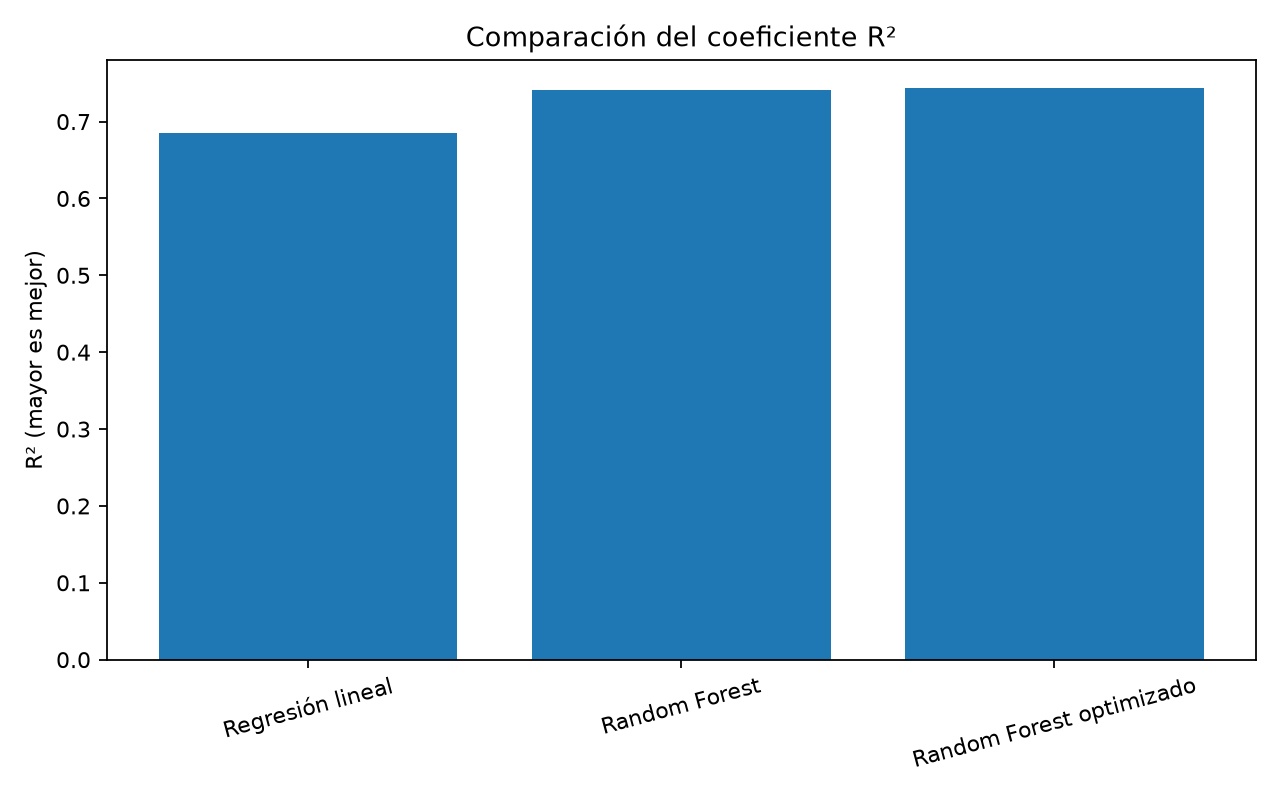 Comparación del coeficiente R²
R² (mayor es mejor)
0.7
0.6
0.5
0.4
0.3
0.2
0.1
0.0
Regresión lineal
Random Forest
Random Forest optimizado